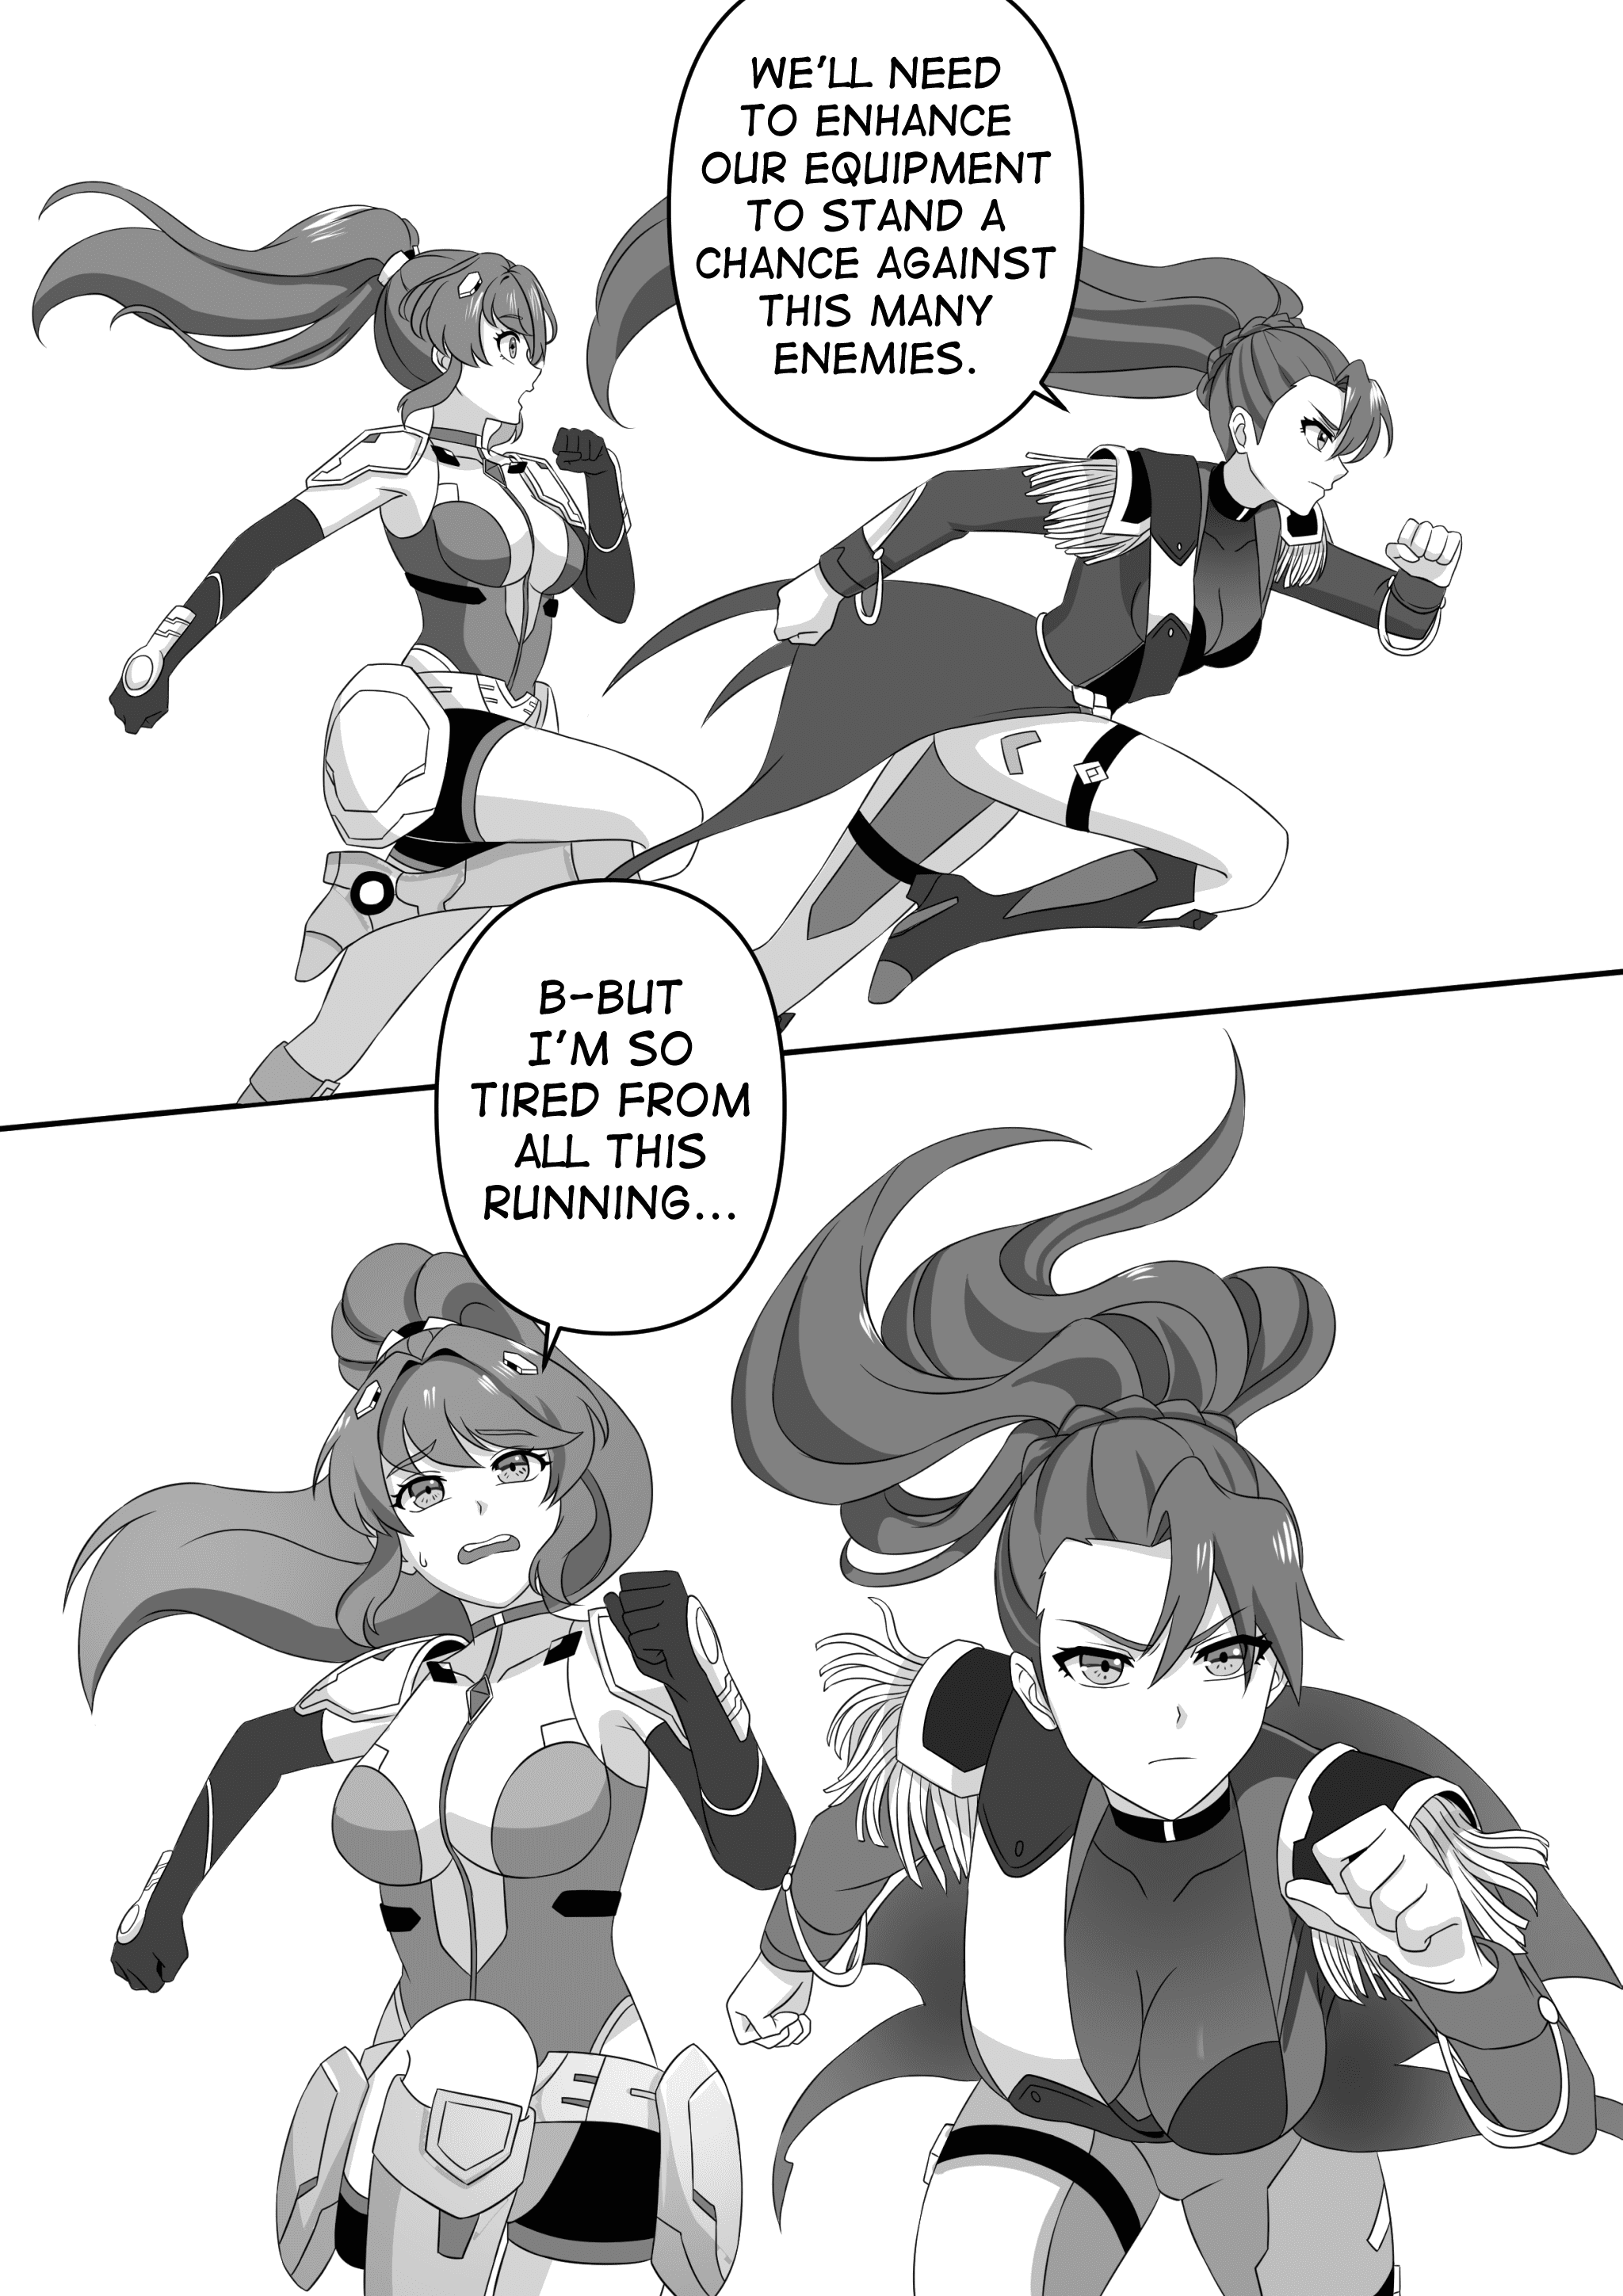 WE'LL NEED
TO ENHANCE
OUR EQUIPMENT
TO STAND A
CHANCE AGAINST
THIS MANY
ENEMIES.
B-BUT
I'M SO
TIRED FROM
ALL THIS
RUNNING...